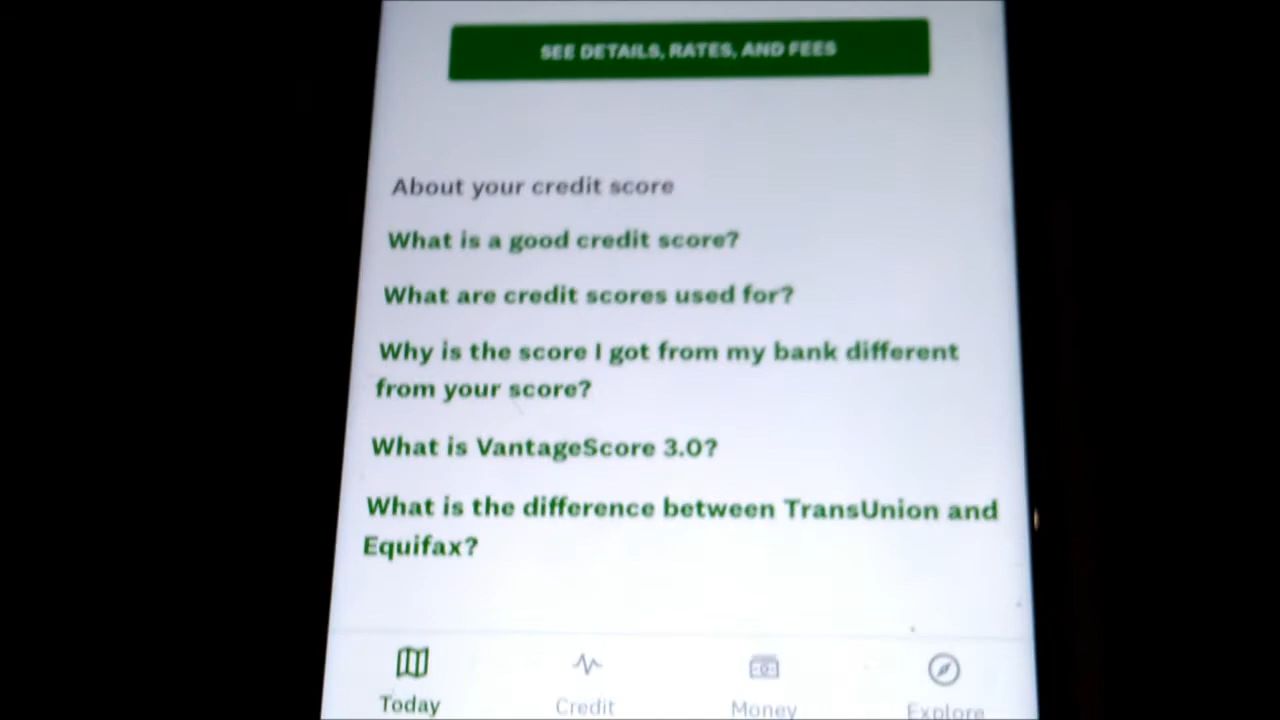 SEE DETAILS, RATES, AND FEES
About your credit score
What is a good credit score?
What are credit scores used for?
Why is the score I got from my bank different
from your score?
What is VantageScore 3.0?
What is the difference between TransUnion and
Equifax?
Today Credit Money Explore